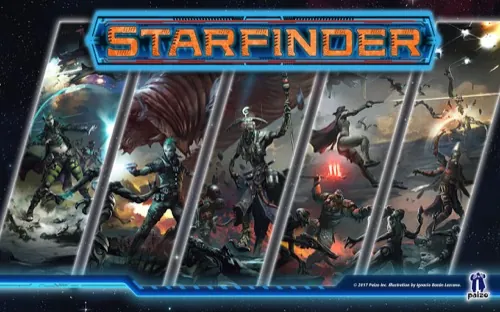 STARFINDER
© 2017 Paizo Inc. Illustration by Ignacio Bazán Lazcano.
paizo